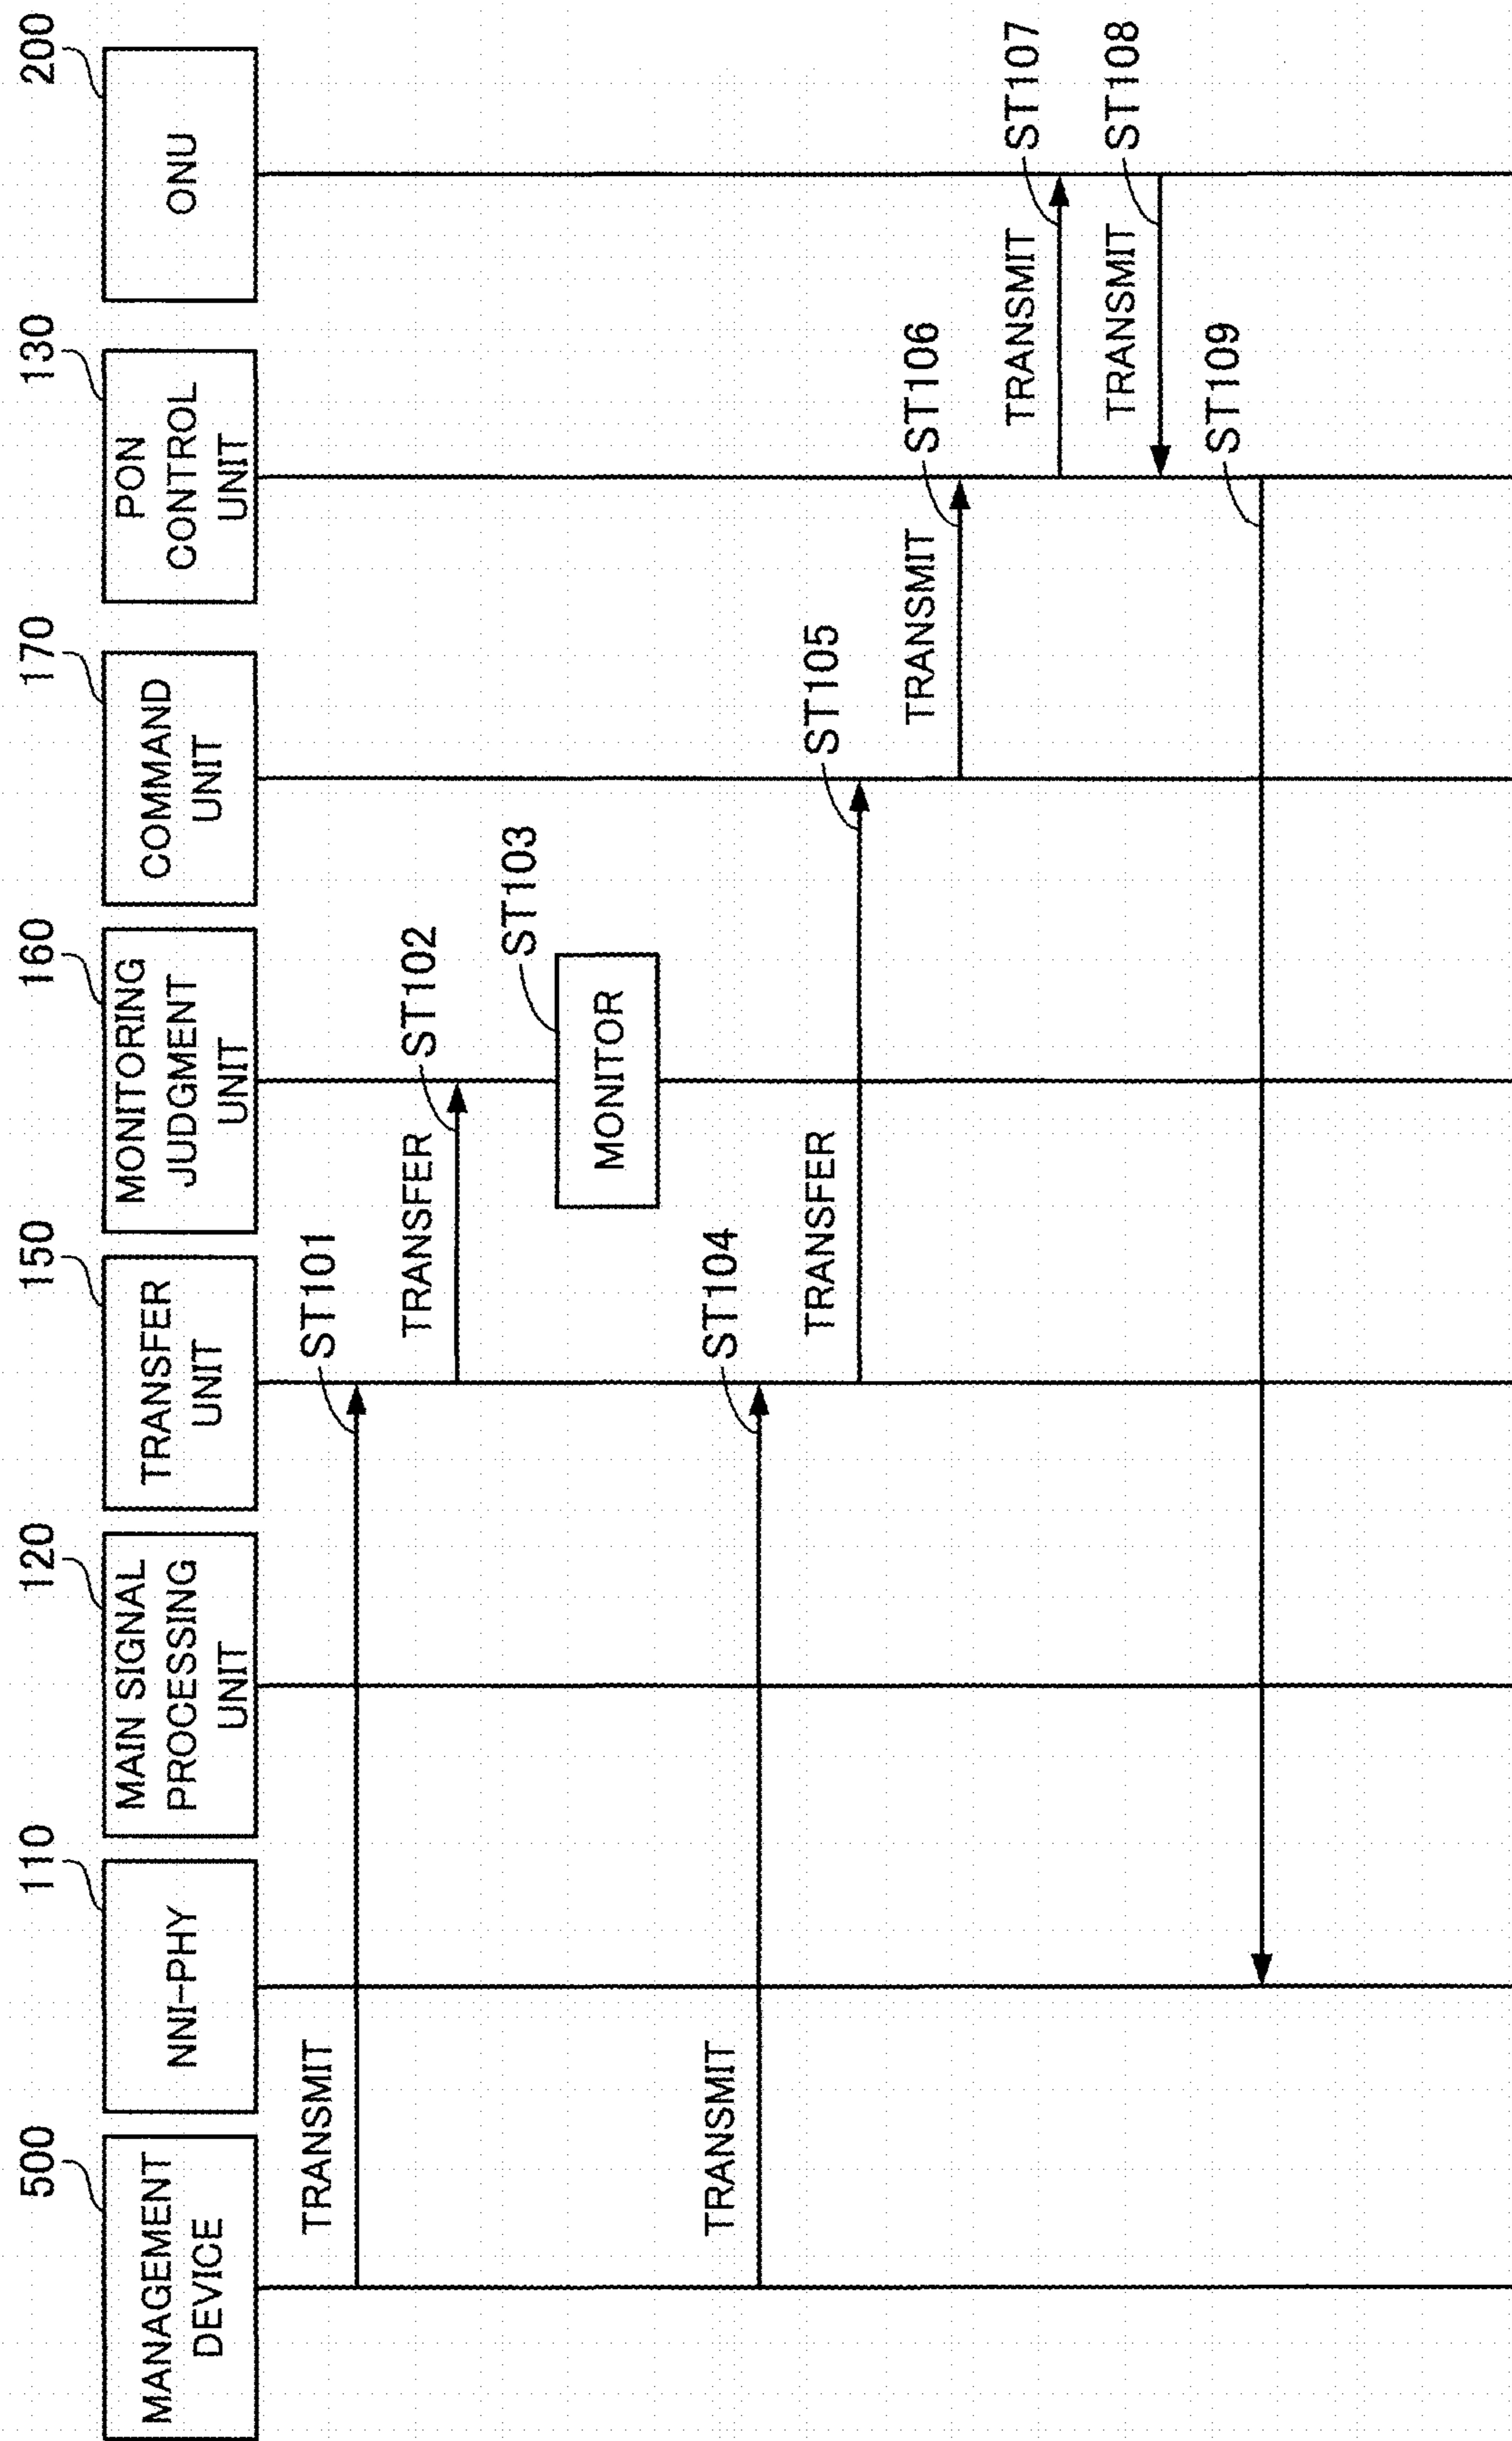 500
MANAGEMENT
DEVICE
110
NNI-PHY
120
MAIN SIGNAL
PROCESSING
UNIT
150
TRANSFER
UNIT
160
MONITORING
JUDGMENT
UNIT
170
COMMAND
UNIT
130
PON
CONTROL
UNIT
200
ONU
TRANSMIT
ST101
TRANSFER
ST102
ST103
MONITOR
TRANSMIT
ST104
TRANSFER
ST105
TRANSMIT
ST106
TRANSMIT
ST107
TRANSMIT
ST108
ST109